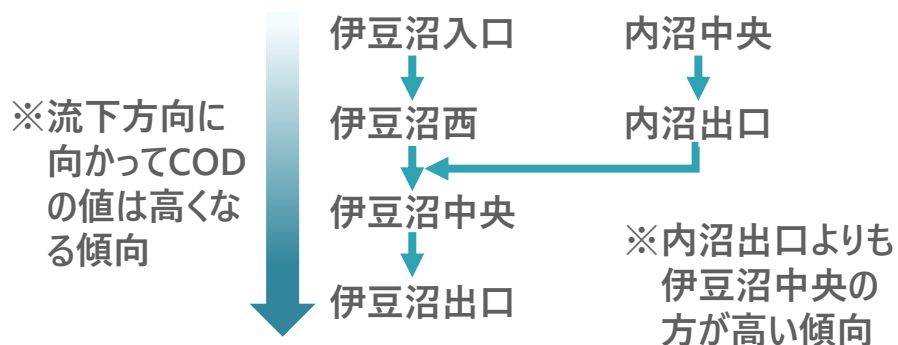 伊豆沼入口
内沼中央
※流下方向に
向かってCOD
の値は高くな
る傾向
伊豆沼西
内沼出口
伊豆沼中央
伊豆沼出口
※内沼出口よりも
伊豆沼中央の
方が高い傾向